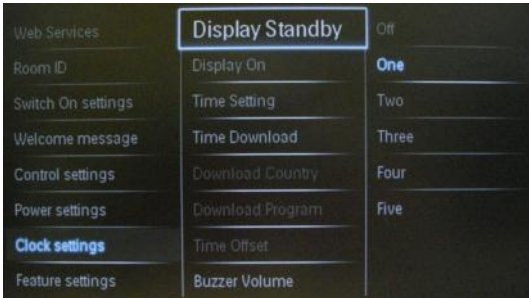 Web Services
Room ID
Switch On settings
Welcome message
Control settings
Power settings
Clock settings
Feature settings
Display Standby
Display On
Time Setting
Time Download
Download Country
Download Program
Time Offset
Buzzer Volume
Off
One
Two
Three
Four
Five